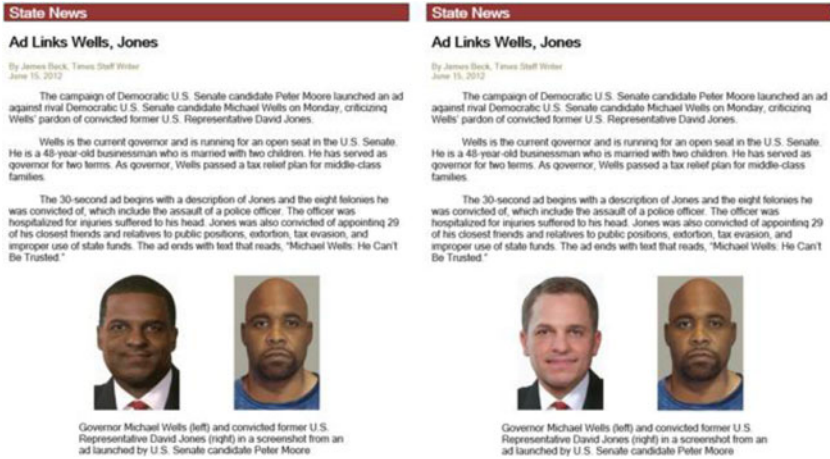 State News
Ad Links Wells, Jones
By James Beck, Times Staff Writer
June 15, 2012
The campaign of Democratic U.S. Senate candidate Peter Moore launched an ad
against rival Democratic U.S. Senate candidate Michael Wells on Monday, criticizing
Wells' pardon of convicted former U.S. Representative David Jones.
Wells is the current governor and is running for an open seat in the U.S. Senate.
He is a 48-year-old businessman who is married with two children. He has served as
governor for two terms. As governor, Wells passed a tax relief plan for middle-class
families.
The 30-second ad begins with a description of Jones and the eight felonies he
was convicted of, which include the assault of a police officer. The officer was
hospitalized for injuries suffered to his head. Jones was also convicted of appointing 29
of his closest friends and relatives to public positions, extortion, tax evasion, and
improper use of state funds. The ad ends with text that reads, "Michael Wells: He Can't
Be Trusted."
Governor Michael Wells (left) and convicted former U.S.
Representative David Jones (right) in a screenshot from an
ad launched by U.S. Senate candidate Peter Moore
State News
Ad Links Wells, Jones
By James Beck, Times Staff Writer
June 15, 2012
The campaign of Democratic U.S. Senate candidate Peter Moore launched an ad
against rival Democratic U.S. Senate candidate Michael Wells on Monday, criticizing
Wells' pardon of convicted former U.S. Representative David Jones.
Wells is the current governor and is running for an open seat in the U.S. Senate.
He is a 48-year-old businessman who is married with two children. He has served as
governor for two terms. As governor, Wells passed a tax relief plan for middle-class
families.
The 30-second ad begins with a description of Jones and the eight felonies he
was convicted of, which include the assault of a police officer. The officer was
hospitalized for injuries suffered to his head. Jones was also convicted of appointing 29
of his closest friends and relatives to public positions, extortion, tax evasion, and
improper use of state funds. The ad ends with text that reads, "Michael Wells: He Can't
Be Trusted."
Governor Michael Wells (left) and convicted former U.S.
Representative David Jones (right) in a screenshot from an
ad launched by U.S. Senate candidate Peter Moore